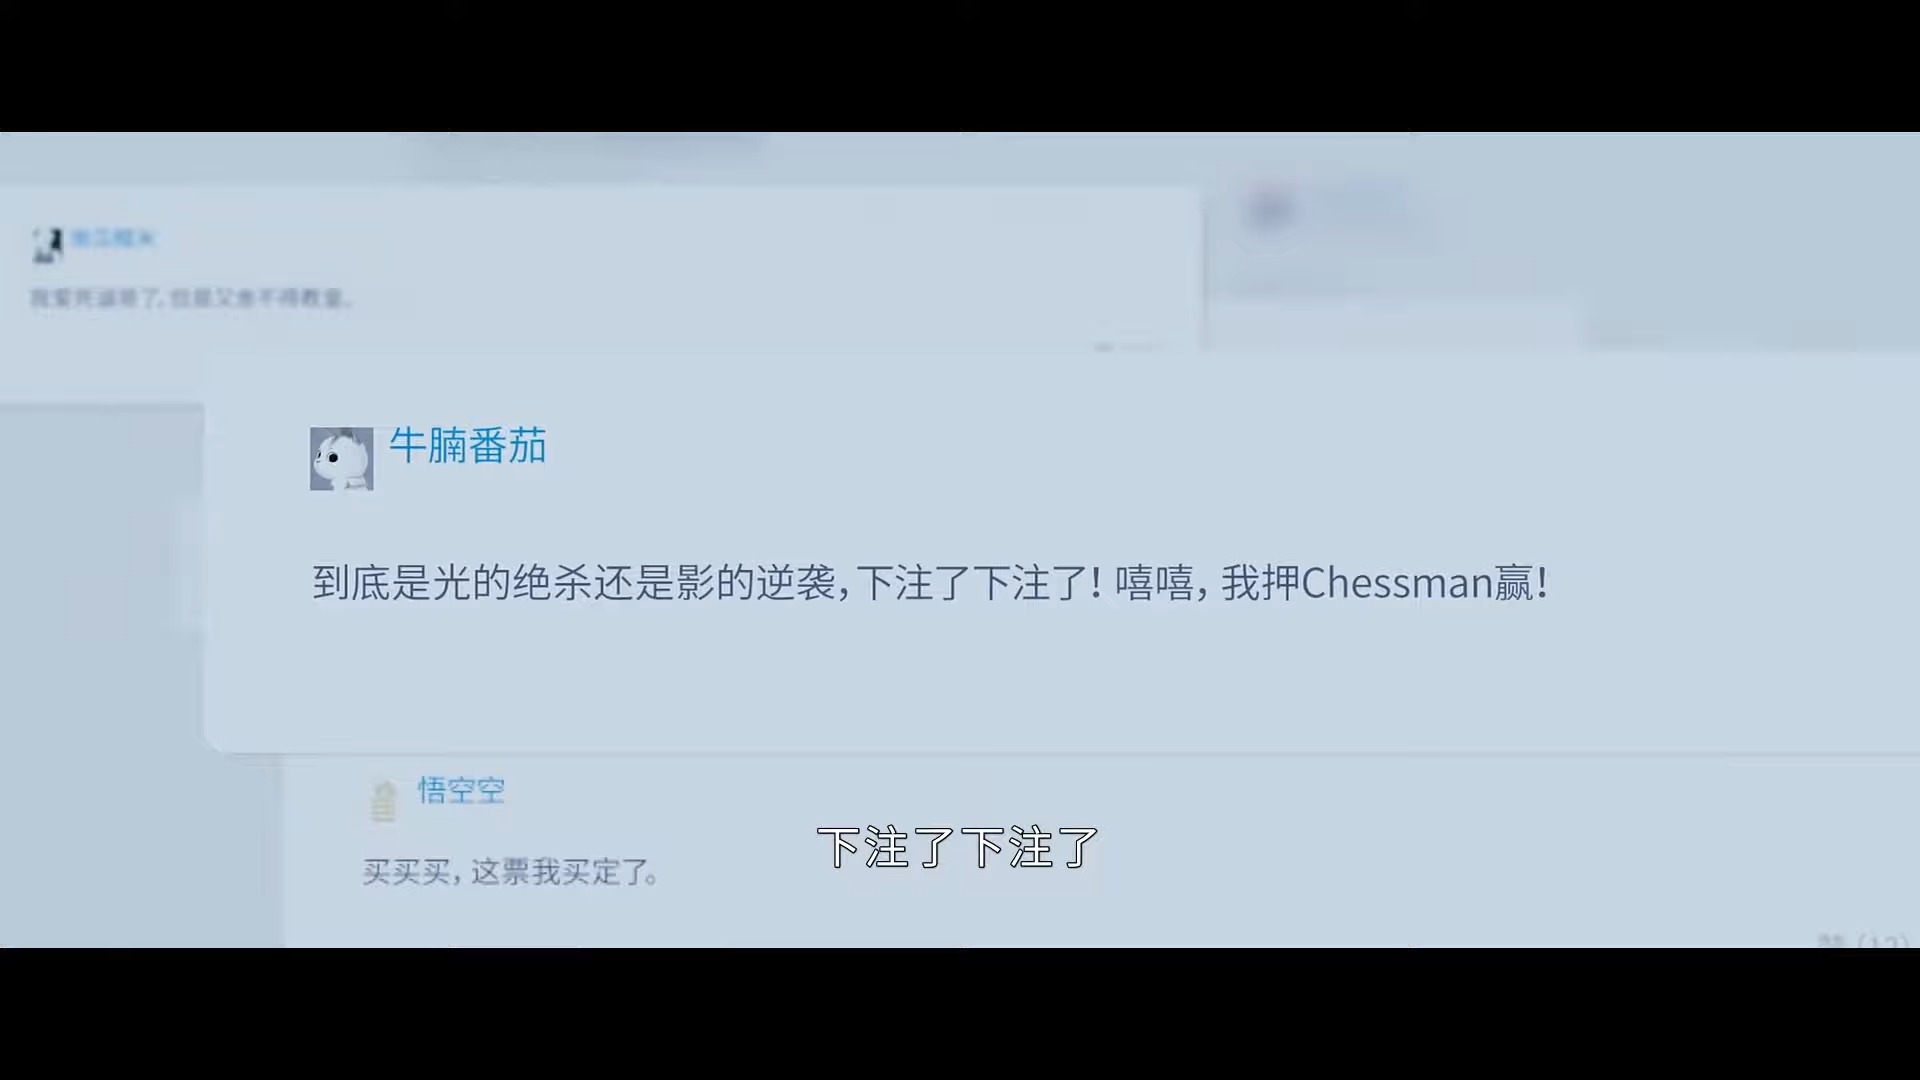 牛腩番茄
到底是光的绝杀还是影的逆袭，下注了下注了！嘻嘻，我押Chessman赢！
悟空空
买买买，这票我买定了。
下注了下注了